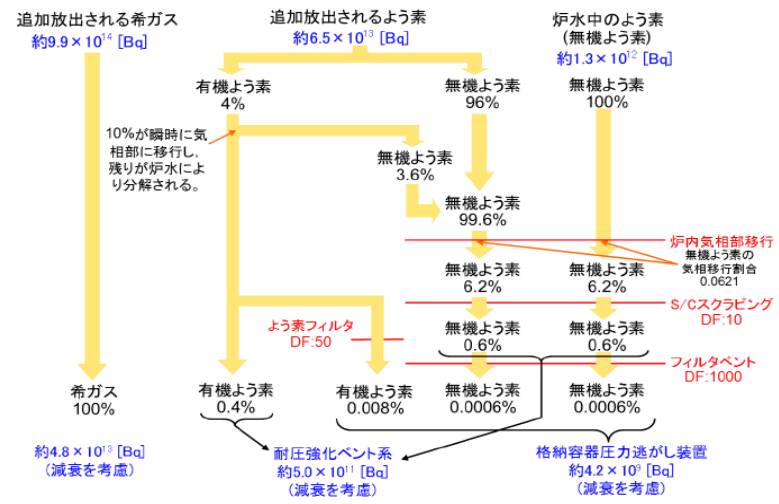 追加放出される希ガス
約9.9×10¹⁴ [Bq]
追加放出されるよう素
約6.5×10¹³ [Bq]
炉水中のよう素
(無機よう素)
約1.3×10¹² [Bq]
有機よう素
4%
無機よう素
96%
無機よう素
100%
10%が瞬時に気
相部に移行し,
残りが炉水によ
り分解される。
無機よう素
3.6%
無機よう素
99.6%
炉内気相部移行
無機よう素の
気相移行割合
0.0621
無機よう素
6.2%
無機よう素
6.2%
S/Cスクラビング
DF:10
よう素フィルタ
DF:50
無機よう素
0.6%
無機よう素
0.6%
フィルタベント
DF:1000
希ガス
100%
有機よう素
0.4%
有機よう素
0.008%
無機よう素
0.0006%
無機よう素
0.0006%
約4.8×10¹³ [Bq]
(減衰を考慮)
耐圧強化ベント系
約5.0×10¹¹ [Bq]
(減衰を考慮)
格納容器圧力逃がし装置
約4.2×10⁹ [Bq]
(減衰を考慮)